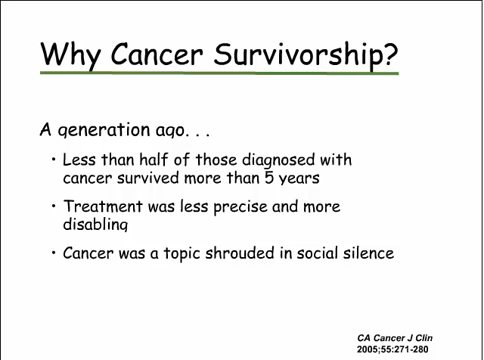 Why Cancer Survivorship?
A generation ago. . .
• Less than half of those diagnosed with
cancer survived more than 5 years
• Treatment was less precise and more
disabling
• Cancer was a topic shrouded in social silence
CA Cancer J Clin
2005;55:271-280